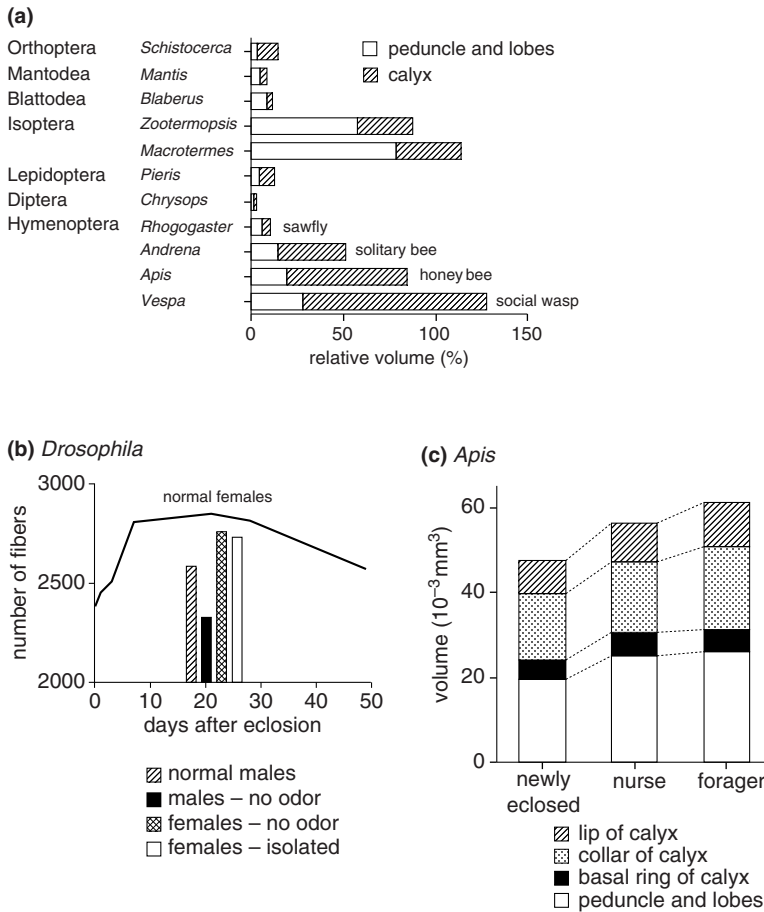 (a)
Orthoptera Schistocerca
Mantodea Mantis
Blattodea Blaberus
Isoptera Zootermopsis
Macrotermes
Lepidoptera Pieris
Diptera Chrysops
Hymenoptera Rhogogaster sawfly
Andrena solitary bee
Apis honey bee
Vespa social wasp
peduncle and lobes
calyx
0 50 100 150
relative volume (%)
(b) Drosophila
3000
2500
2000
number of fibers
normal females
0 10 20 30 40 50
days after eclosion
normal males
males – no odor
females – no odor
females – isolated
(c) Apis
60
40
20
0
volume (10⁻³ mm³)
newly eclosed
nurse
forager
lip of calyx
collar of calyx
basal ring of calyx
peduncle and lobes